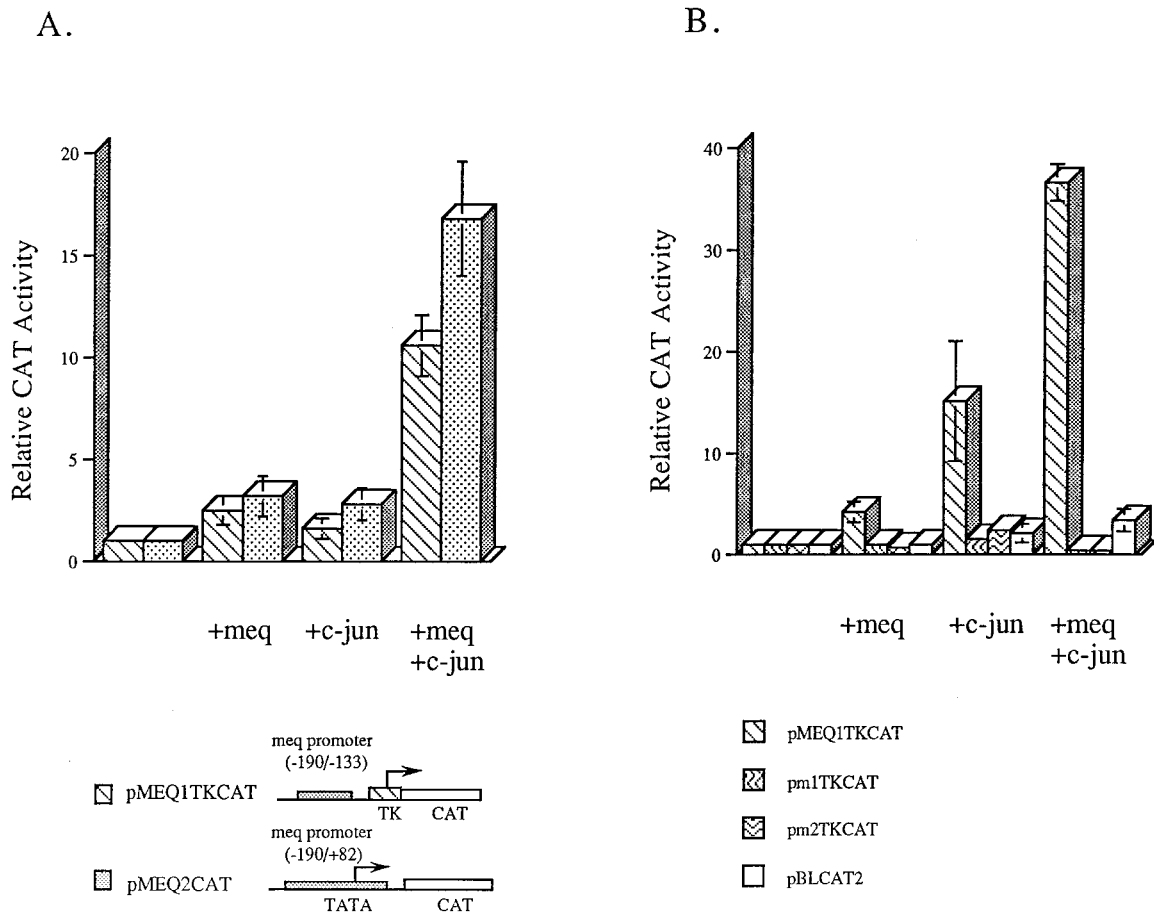 A.
B.
Relative CAT Activity
20
15
10
5
0
+meq
+c-jun
+meq
+c-jun
Relative CAT Activity
40
30
20
10
0
+meq
+c-jun
+meq
+c-jun
meq promoter
(-190/-133)
pMEQ1TKCAT
TK
CAT
meq promoter
(-190/+82)
pMEQ2CAT
TATA
CAT
pMEQ1TKCAT
pm1TKCAT
pm2TKCAT
pBLCAT2